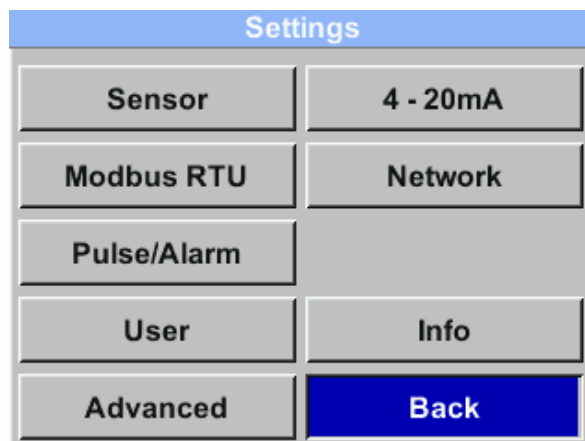 Settings
Sensor
4 - 20mA
Modbus RTU
Network
Pulse/Alarm
User
Info
Advanced
Back